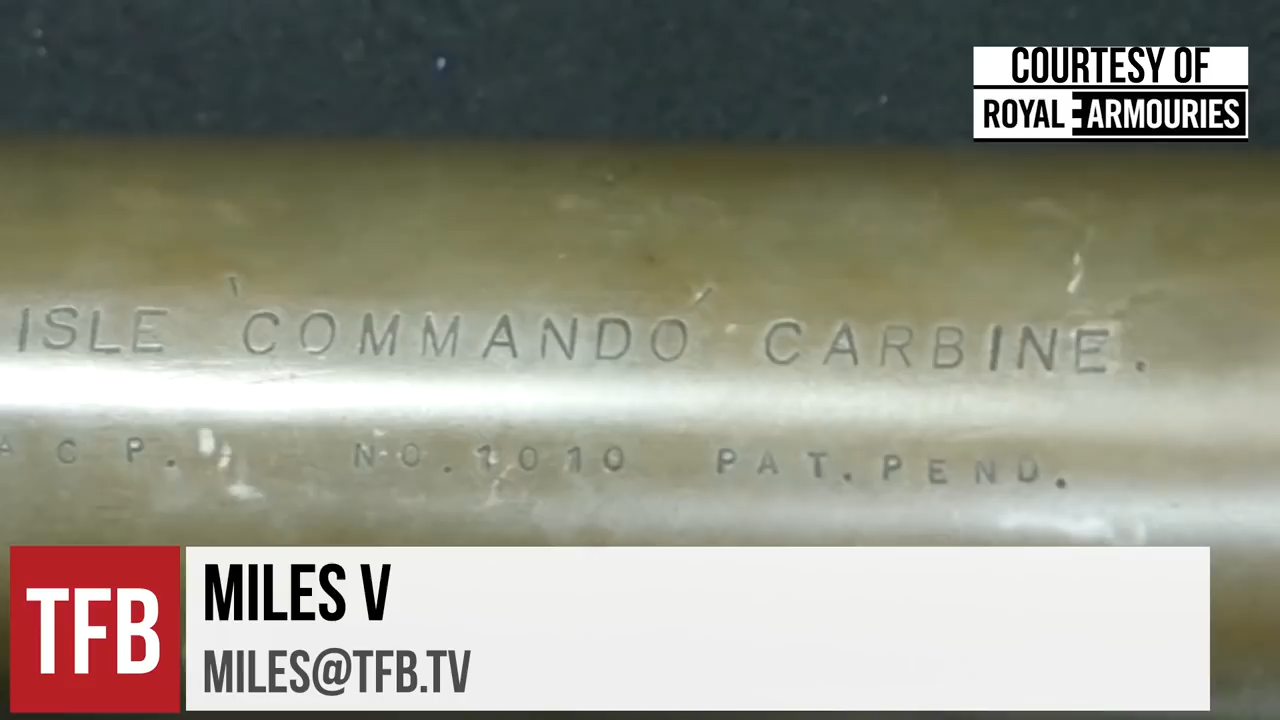 COURTESY OF
ROYAL ARMOURIES
ISLE 'COMMANDO' CARBINE.
A C P. NO. 1010 PAT. PEND.
TFB
MILES V
MILES@TFB.TV